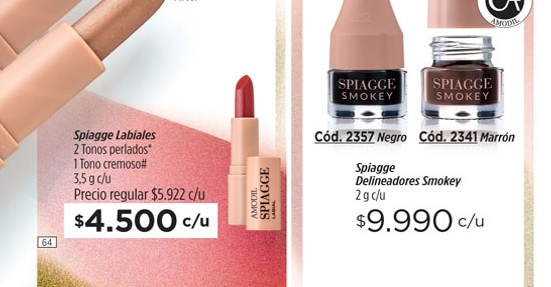 AMODIL
SPIAGGE
SMOKEY
SPIAGGE
SMOKEY
Cód. 2357 Negro
Cód. 2341 Marrón
Spiagge Labiales
2 Tonos perlados*
1 Tono cremoso#
3,5 g c/u
Precio regular $5.922 c/u
$4.500 c/u
AMODIL
SPIAGGE
LABIAL
64
Spiagge
Delineadores Smokey
2 g c/u
$9.990 c/u